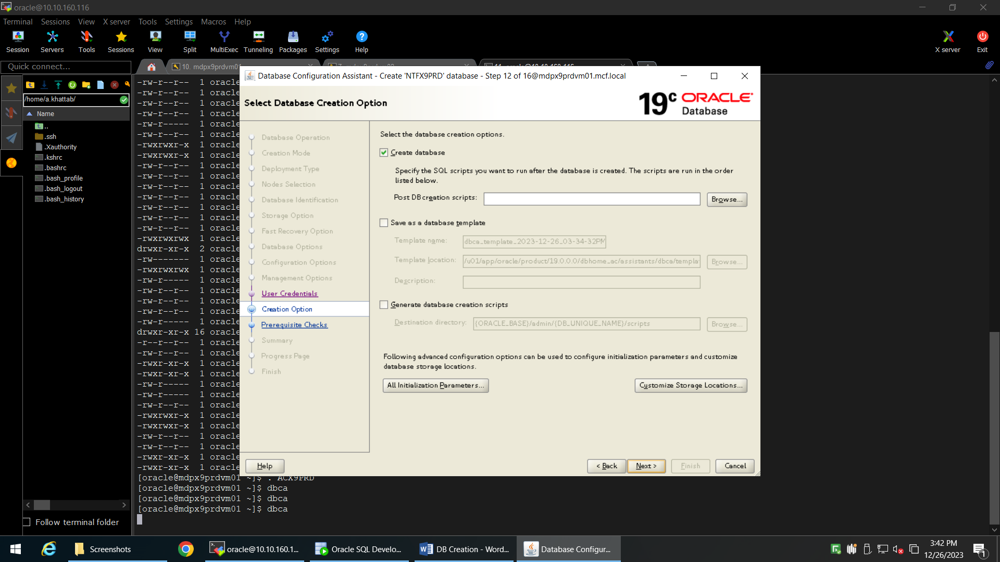 oracle@10.10.160.116
Terminal Sessions View X server Tools Settings Macros Help
Session Servers Tools Sessions View Split MultiExec Tunneling Packages Settings Help X server Exit
Quick connect...
10. mdpx9prdvm01
/home/a.khattab/
Name
..
.ssh
.Xauthority
.kshrc
.bashrc
.bash_profile
.bash_logout
.bash_history
Follow terminal folder
-rw-r--r-- 1 oracle
-rw-r--r-- 1 oracle
-rw-r--r-- 1 oracle
-rw-r--r-- 1 oracle
-rw-r----- 1 oracle
-rw-r--r-- 1 oracle
-rwxrwxr-x 1 oracle
-rwxrwxr-x 1 oracle
-rw-r--r-- 1 oracle
-rw-r--r-- 1 oracle
-rw-r--r-- 1 oracle
-rw-r--r-- 1 oracle
-rw-r--r-- 1 oracle
-rw-r--r-- 1 oracle
-rw-r--r-- 1 oracle
-rwxrwxrwx 1 oracle
drwxr-xr-x 2 oracle
-rw------- 1 oracle
-rwxrwxrwx 1 oracle
-rw-r----- 1 oracle
-rw-r--r-- 1 oracle
-rw-r--r-- 1 oracle
-rw-r--r-- 1 oracle
-rw-r----- 1 oracle
drwxr-xr-x 16 oracle
-r--r--r-- 1 oracle
-rw-r--r-- 1 oracle
-rwxr-xr-x 1 oracle
-rwxr-xr-x 1 oracle
-rw-r----- 1 oracle
-rw-r----- 1 oracle
-rw-r--r-- 1 oracle
-rwxrwxr-x 1 oracle
-rwxrwxr-x 1 oracle
-rw-r--r-- 1 oracle
-rw-r--r-- 1 oracle
-rwxr-xr-x 1 oracle
-rwxr-xr-x 1 oracle
[oracle@mdpx9prdvm01 ~]$ . ACX9PRD
[oracle@mdpx9prdvm01 ~]$ dbca
[oracle@mdpx9prdvm01 ~]$ dbca
[oracle@mdpx9prdvm01 ~]$ dbca
Database Configuration Assistant - Create 'NTFX9PRD' database - Step 12 of 16@mdpx9prdvm01.mcf.local
Select Database Creation Option
19c ORACLE
Database
Database Operation
Creation Mode
Deployment Type
Nodes Selection
Database Identification
Storage Option
Fast Recovery Option
Database Options
Configuration Options
Management Options
User Credentials
Creation Option
Prerequisite Checks
Summary
Progress Page
Finish
Select the database creation options.
Create database
Specify the SQL scripts you want to run after the database is created. The scripts are run in the order
listed below.
Post DB creation scripts: Browse...
Save as a database template
Template name: dbca_template_2023-12-26_03-34-32PM
Template location: /u01/app/oracle/product/19.0.0.0/dbhome_ac/assistants/dbca/templa Browse...
Description:
Generate database creation scripts
Destination directory: {ORACLE_BASE}/admin/{DB_UNIQUE_NAME}/scripts Browse...
Following advanced configuration options can be used to configure initialization parameters and customize
database storage locations.
All Initialization Parameters... Customize Storage Locations...
Help < Back Next > Finish Cancel
Screenshots oracle@10.10.160.1... Oracle SQL Develo... DB Creation - Word... Database Configur...
3:42 PM
12/26/2023
1